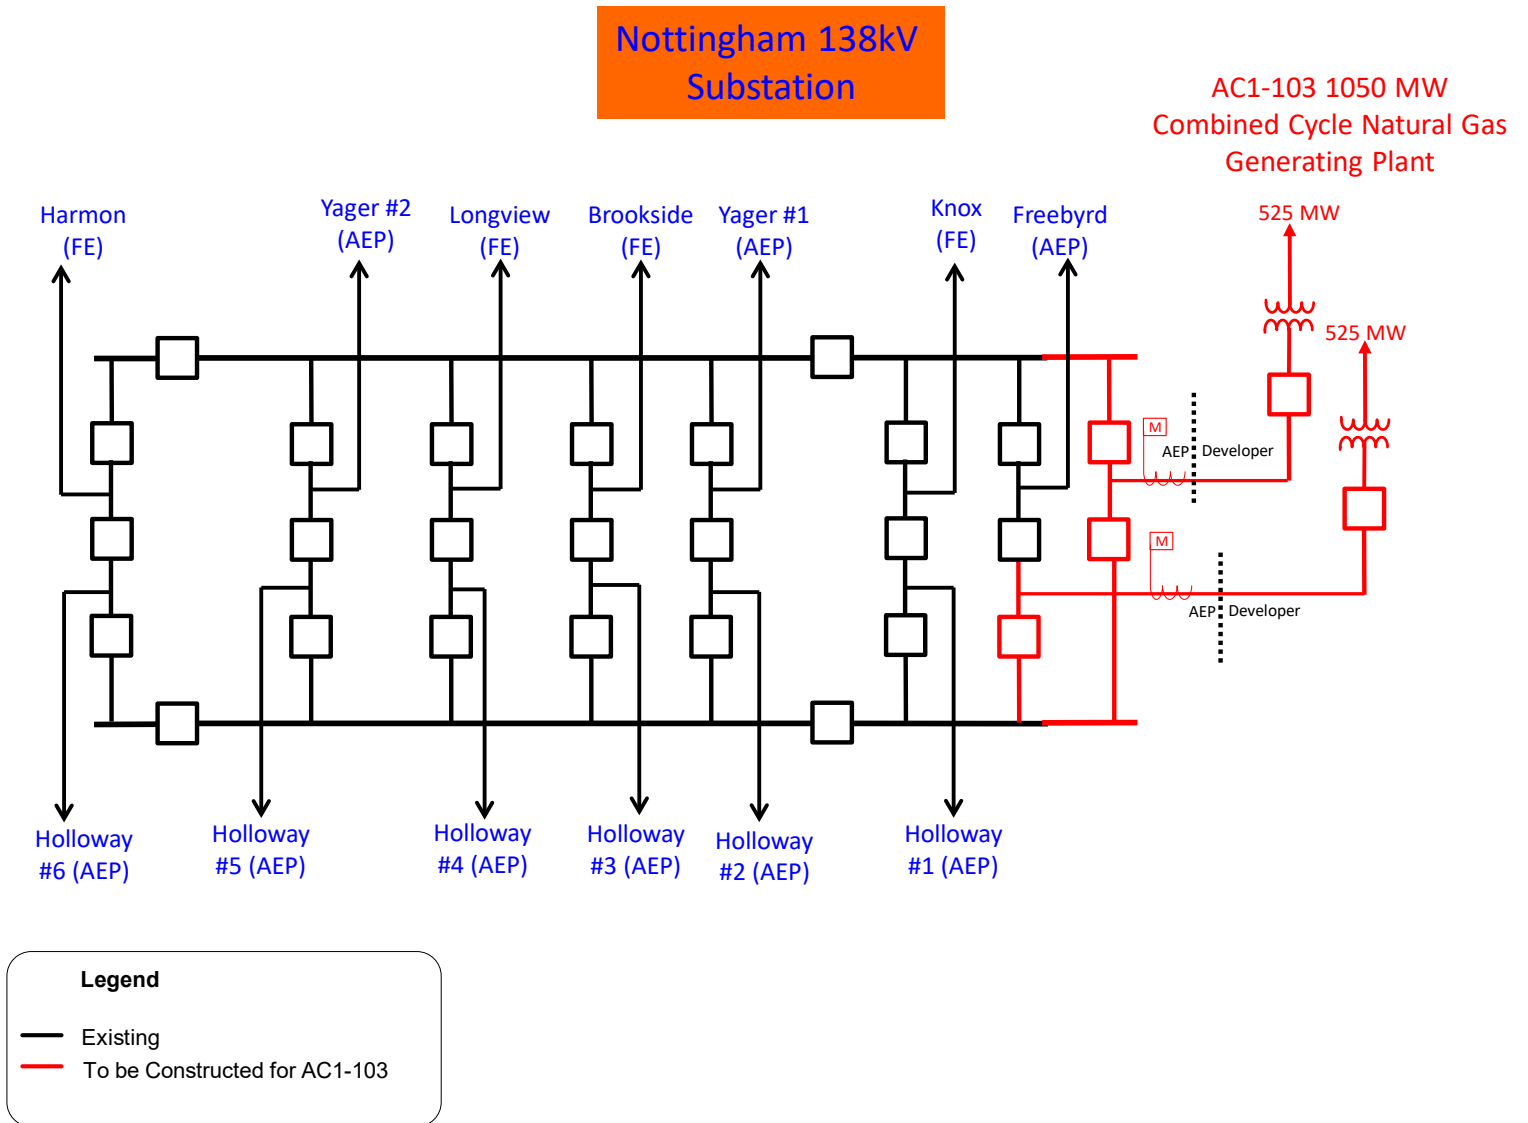 Nottingham 138kV
Substation
AC1-103 1050 MW
Combined Cycle Natural Gas
Generating Plant
Harmon
(FE)
Yager #2
(AEP)
Longview
(FE)
Brookside
(FE)
Yager #1
(AEP)
Knox
(FE)
Freebyrd
(AEP)
525 MW
525 MW
M
AEP
Developer
M
AEP
Developer
Holloway
#6 (AEP)
Holloway
#5 (AEP)
Holloway
#4 (AEP)
Holloway
#3 (AEP)
Holloway
#2 (AEP)
Holloway
#1 (AEP)
Legend
Existing
To be Constructed for AC1-103